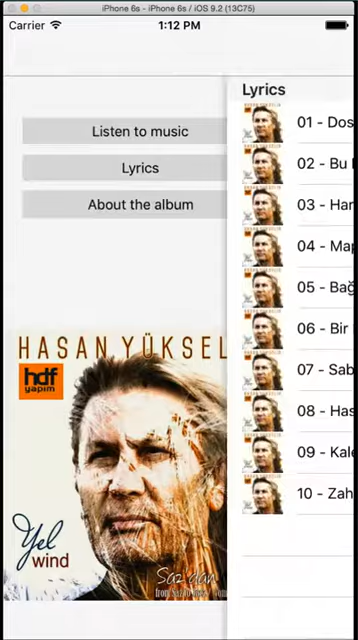 iPhone 6s - iPhone 6s / iOS 9.2 (13C75)
Carrier 1:12 PM
Listen to music
Lyrics
About the album
HASAN YÜKSEL
hdf
yapım
Yel
wind
Saz'dan
Lyrics
01 - Dos
02 - Bu
03 - Har
04 - Map
05 - Bağ
06 - Bir
07 - Sab
08 - Has
09 - Kale
10 - Zah